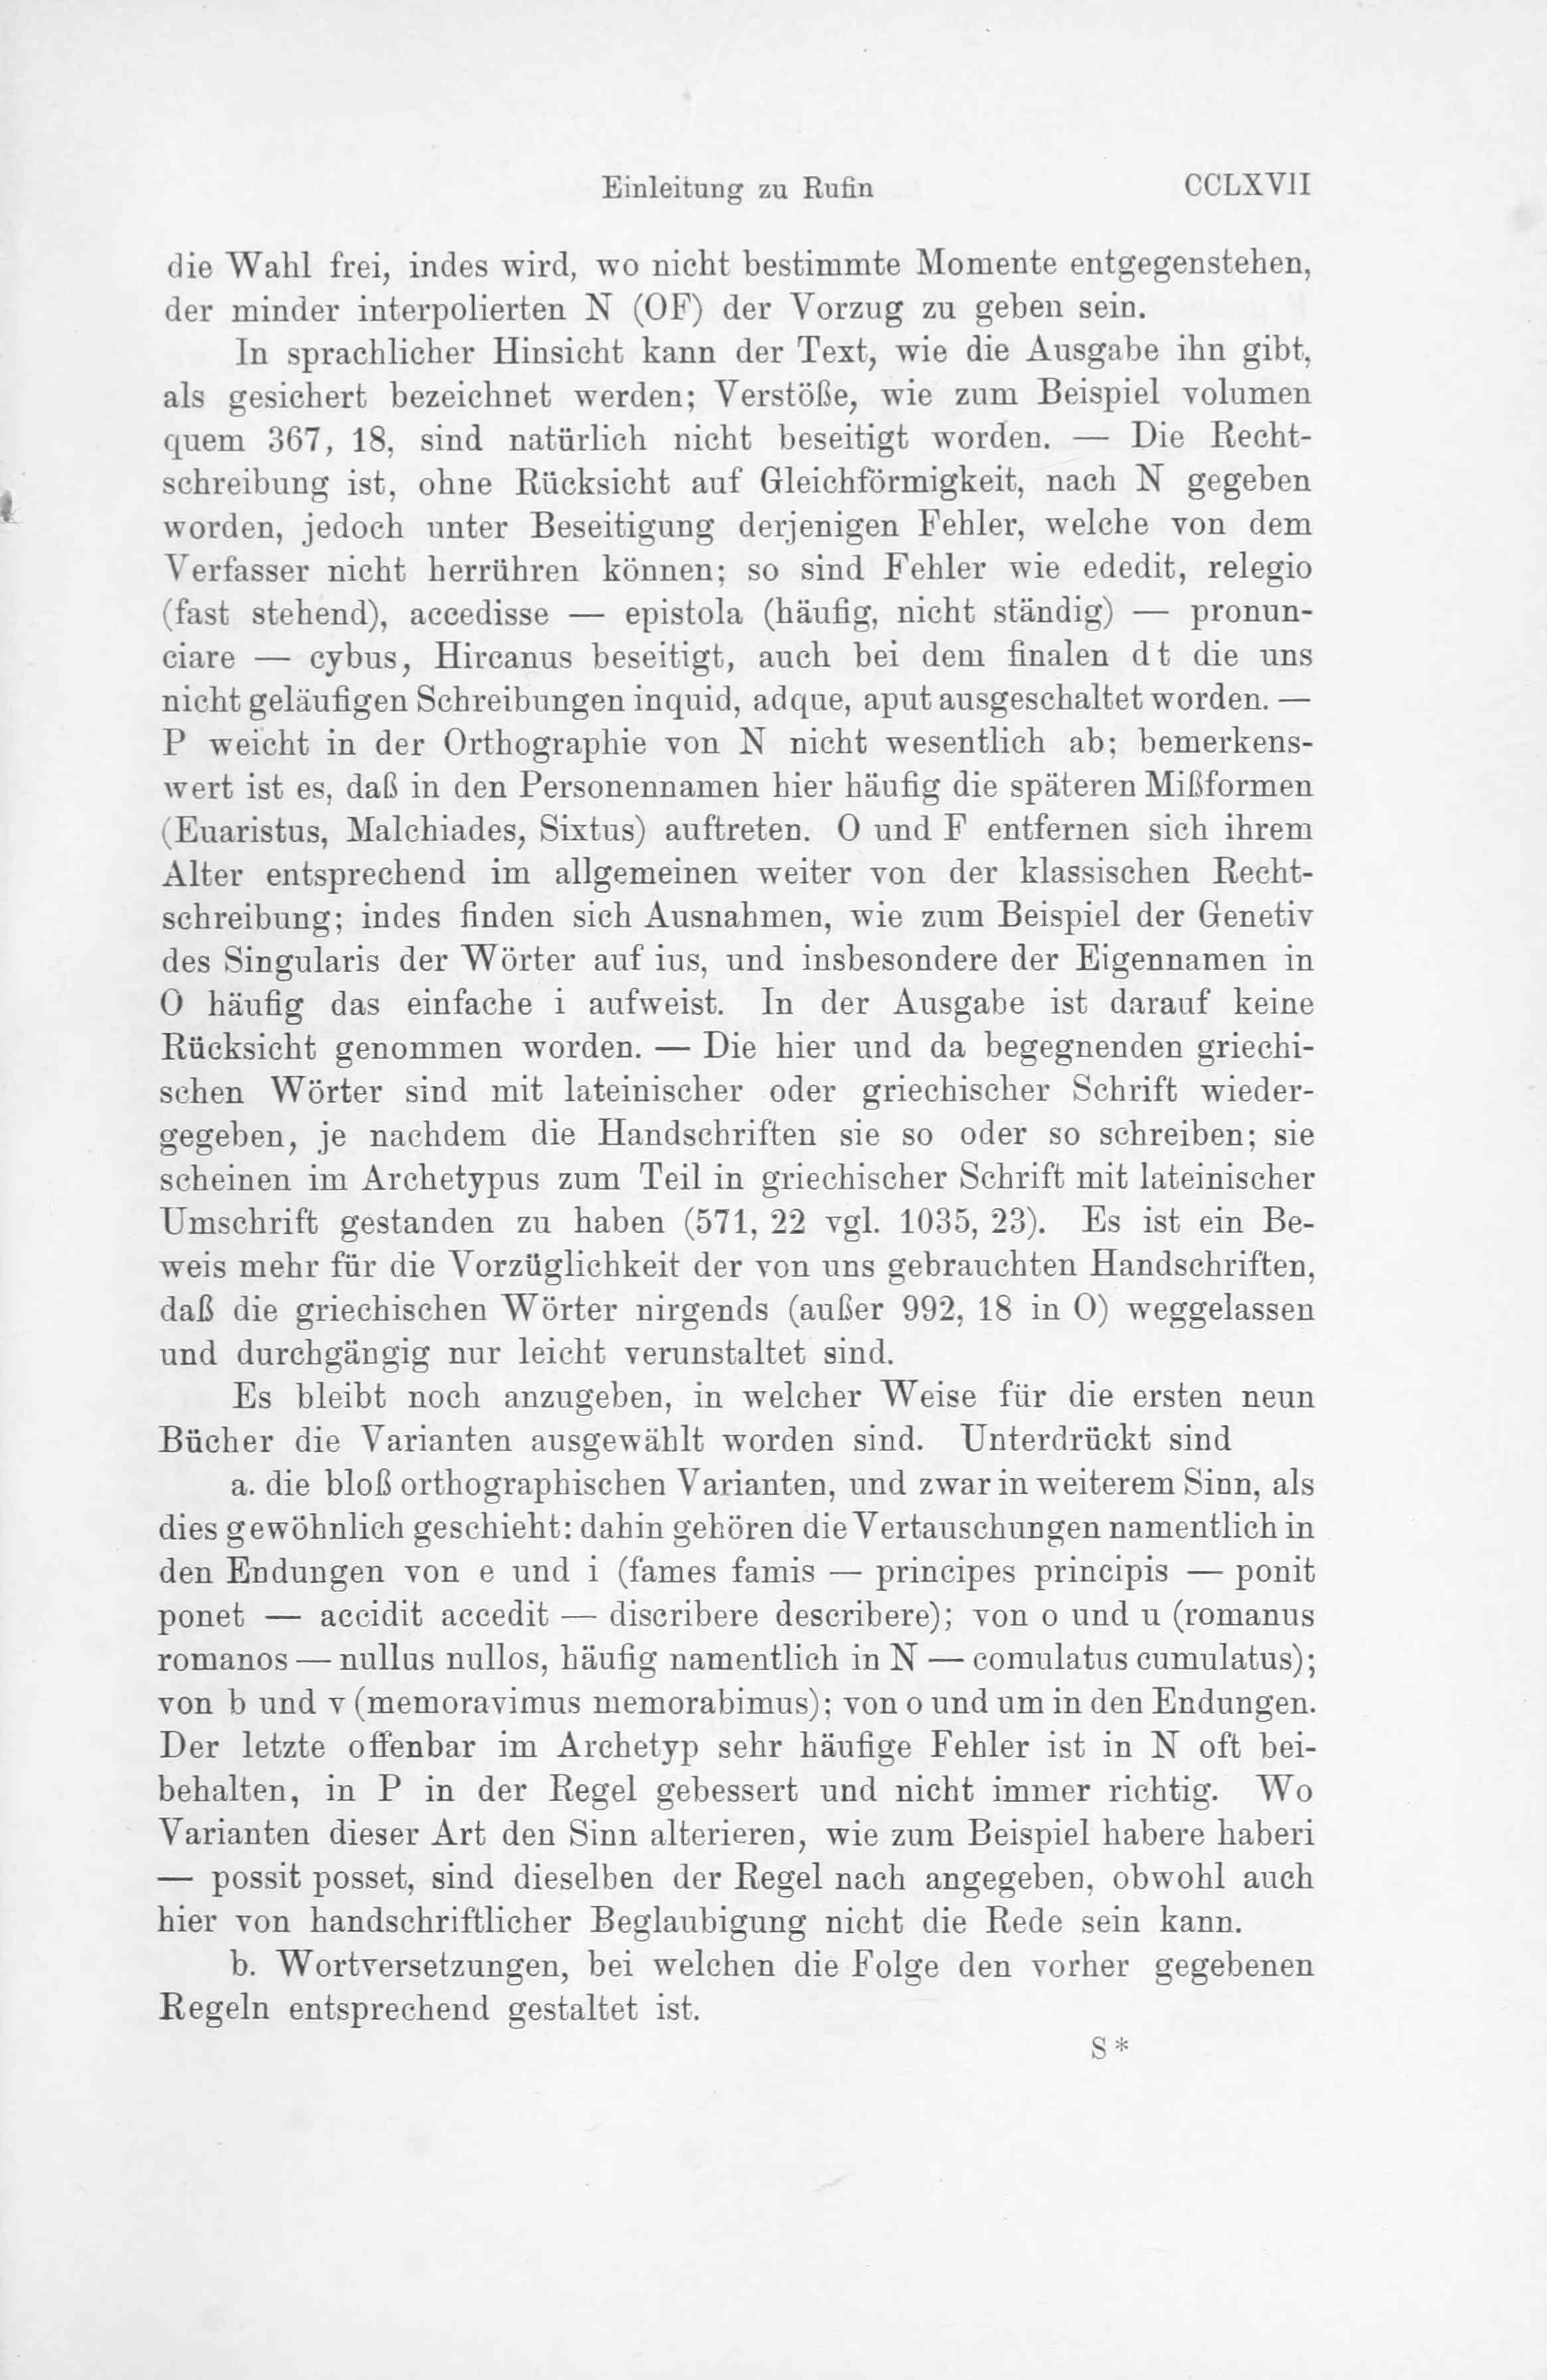 Einleitung zu Rufin CCLXVII
die Wahl frei, indes wird, wo nicht bestimmte Momente entgegenstehen,
der minder interpolierten N (OF) der Vorzug zu geben sein.
In sprachlicher Hinsicht kann der Text, wie die Ausgabe ihn gibt,
als gesichert bezeichnet werden; Verstöße, wie zum Beispiel volumen
quem 367, 18, sind natürlich nicht beseitigt worden. — Die Recht-
schreibung ist, ohne Rücksicht auf Gleichförmigkeit, nach N gegeben
worden, jedoch unter Beseitigung derjenigen Fehler, welche von dem
Verfasser nicht herrühren können; so sind Fehler wie ededit, relegio
(fast stehend), accedisse — epistola (häufig, nicht ständig) — pronun-
ciare — cybus, Hircanus beseitigt, auch bei dem finalen dt die uns
nicht geläufigen Schreibungen inquid, adque, aput ausgeschaltet worden. —
P weicht in der Orthographie von N nicht wesentlich ab; bemerkens-
wert ist es, daß in den Personennamen hier häufig die späteren Mißformen
(Euaristus, Malchiades, Sixtus) auftreten. O und F entfernen sich ihrem
Alter entsprechend im allgemeinen weiter von der klassischen Recht-
schreibung; indes finden sich Ausnahmen, wie zum Beispiel der Genetiv
des Singularis der Wörter auf ius, und insbesondere der Eigennamen in
O häufig das einfache i aufweist. In der Ausgabe ist darauf keine
Rücksicht genommen worden. — Die hier und da begegnenden griechi-
schen Wörter sind mit lateinischer oder griechischer Schrift wieder-
gegeben, je nachdem die Handschriften sie so oder so schreiben; sie
scheinen im Archetypus zum Teil in griechischer Schrift mit lateinischer
Umschrift gestanden zu haben (571, 22 vgl. 1035, 23). Es ist ein Be-
weis mehr für die Vorzüglichkeit der von uns gebrauchten Handschriften,
daß die griechischen Wörter nirgends (außer 992, 18 in O) weggelassen
und durchgängig nur leicht verunstaltet sind.
Es bleibt noch anzugeben, in welcher Weise für die ersten neun
Bücher die Varianten ausgewählt worden sind. Unterdrückt sind
a. die bloß orthographischen Varianten, und zwar in weiterem Sinn, als
dies gewöhnlich geschieht: dahin gehören die Vertauschungen namentlich in
den Endungen von e und i (fames famis — principes principis — ponit
ponet — accidit accedit — discribere describere); von o und u (romanus
romanos — nullus nullos, häufig namentlich in N — comulatus cumulatus);
von b und v (memoravimus memorabimus); von o und um in den Endungen.
Der letzte offenbar im Archetyp sehr häufige Fehler ist in N oft bei-
behalten, in P in der Regel gebessert und nicht immer richtig. Wo
Varianten dieser Art den Sinn alterieren, wie zum Beispiel habere haberi
— possit posset, sind dieselben der Regel nach angegeben, obwohl auch
hier von handschriftlicher Beglaubigung nicht die Rede sein kann.
b. Wortversetzungen, bei welchen die Folge den vorher gegebenen
Regeln entsprechend gestaltet ist.
S*